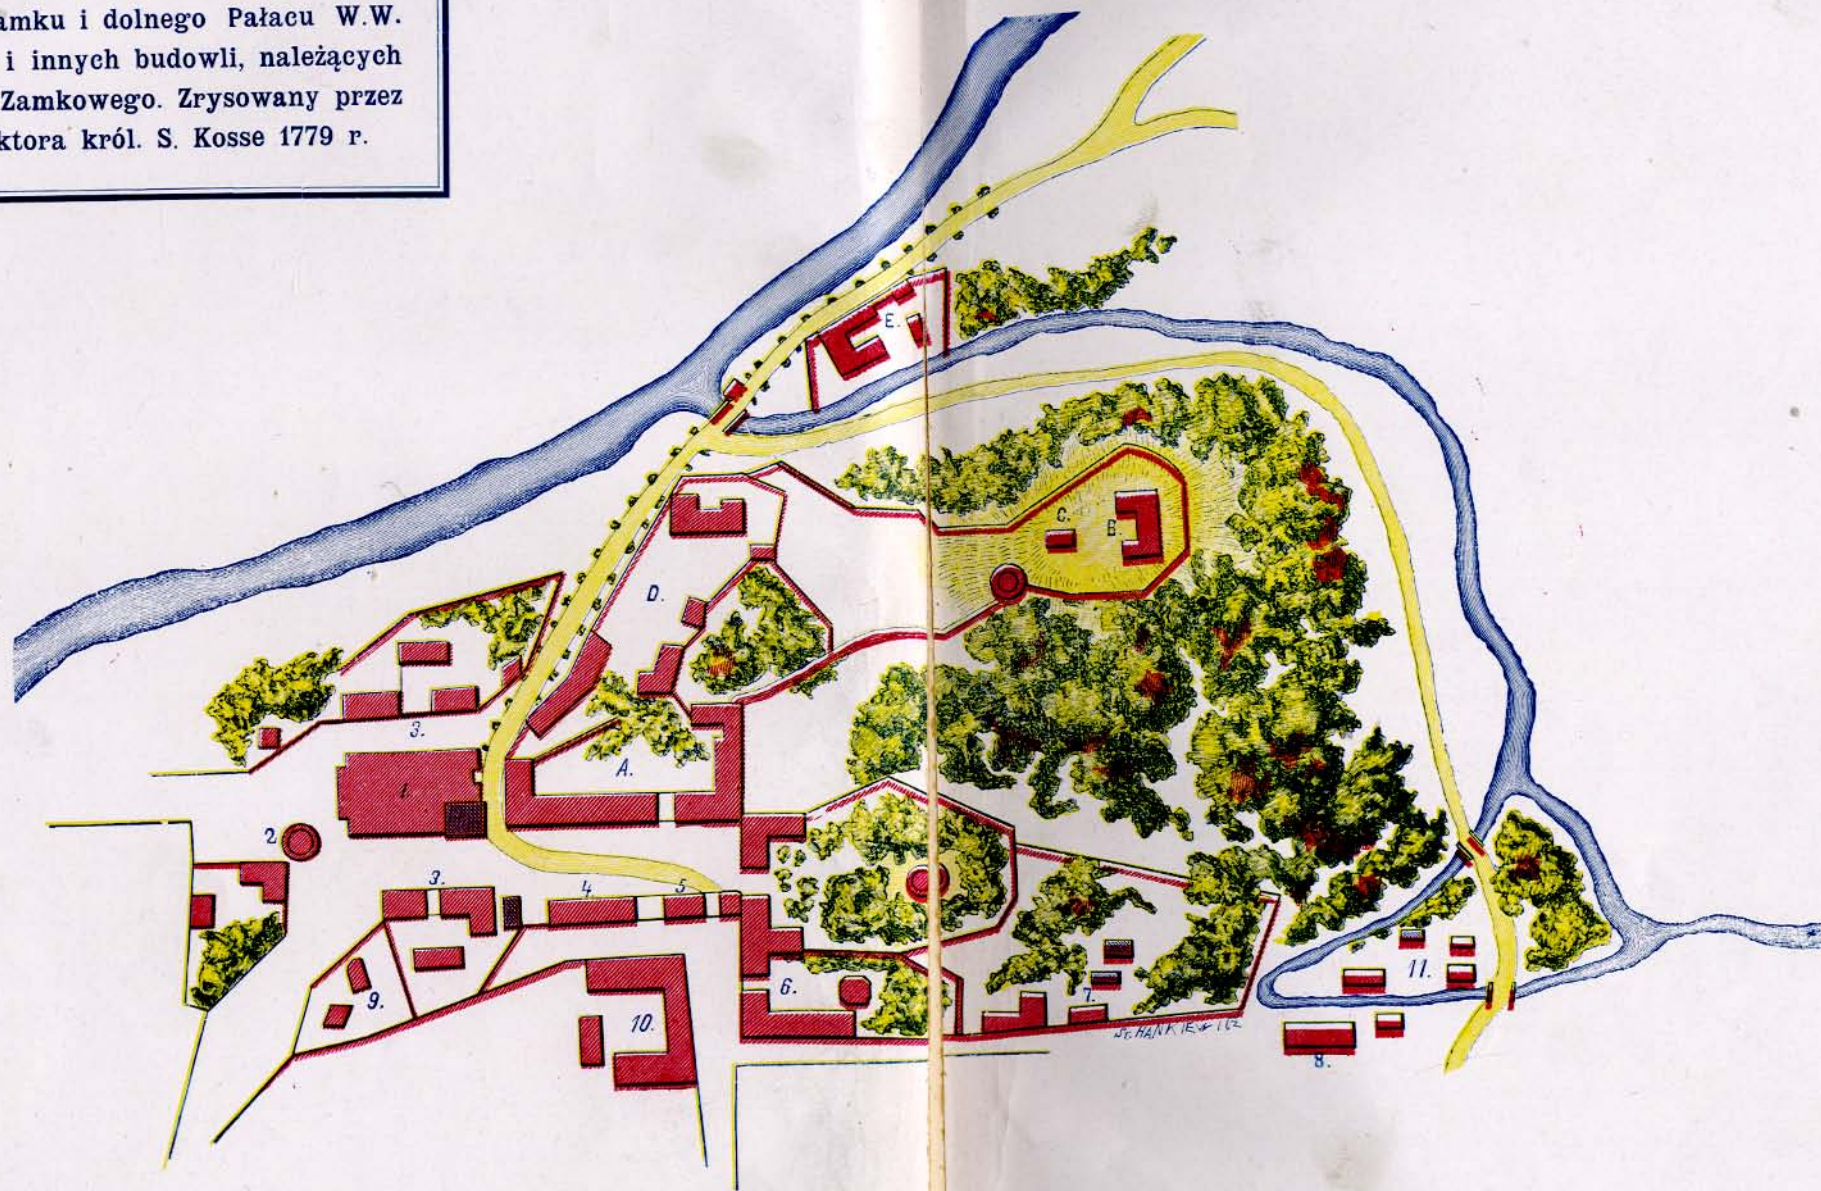 amku i dolnego Pałacu W.W.
i innych budowli, należących
Zamkowego. Zrysowany przez
ktora król. S. Kosse 1779 r.
E.
C.
B.
D.
A.
3.
1
2
3.
4
5
6.
7.
9.
10.
11.
8.
ST. HANKIEWICZ